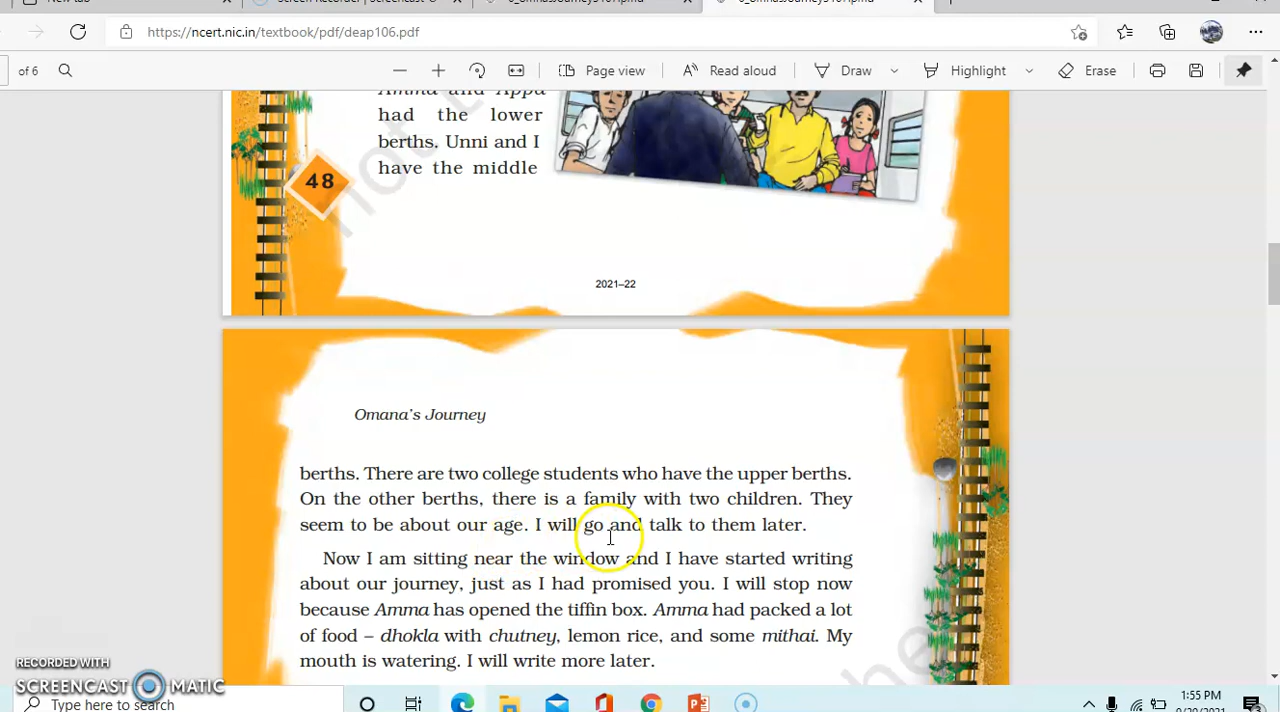 New tab
https://ncert.nic.in/textbook/pdf/deap106.pdf
of 6
Page view
Read aloud
Draw
Highlight
Erase
Amma and Appa
had the lower
berths. Unni and I
have the middle
48
2021–22
Omana's Journey
berths. There are two college students who have the upper berths.
On the other berths, there is a family with two children. They
seem to be about our age. I will go and talk to them later.
Now I am sitting near the window and I have started writing
about our journey, just as I had promised you. I will stop now
because Amma has opened the tiffin box. Amma had packed a lot
of food – dhokla with chutney, lemon rice, and some mithai. My
mouth is watering. I will write more later.
RECORDED WITH
SCREENCAST MATIC
Type here to search
1:55 PM